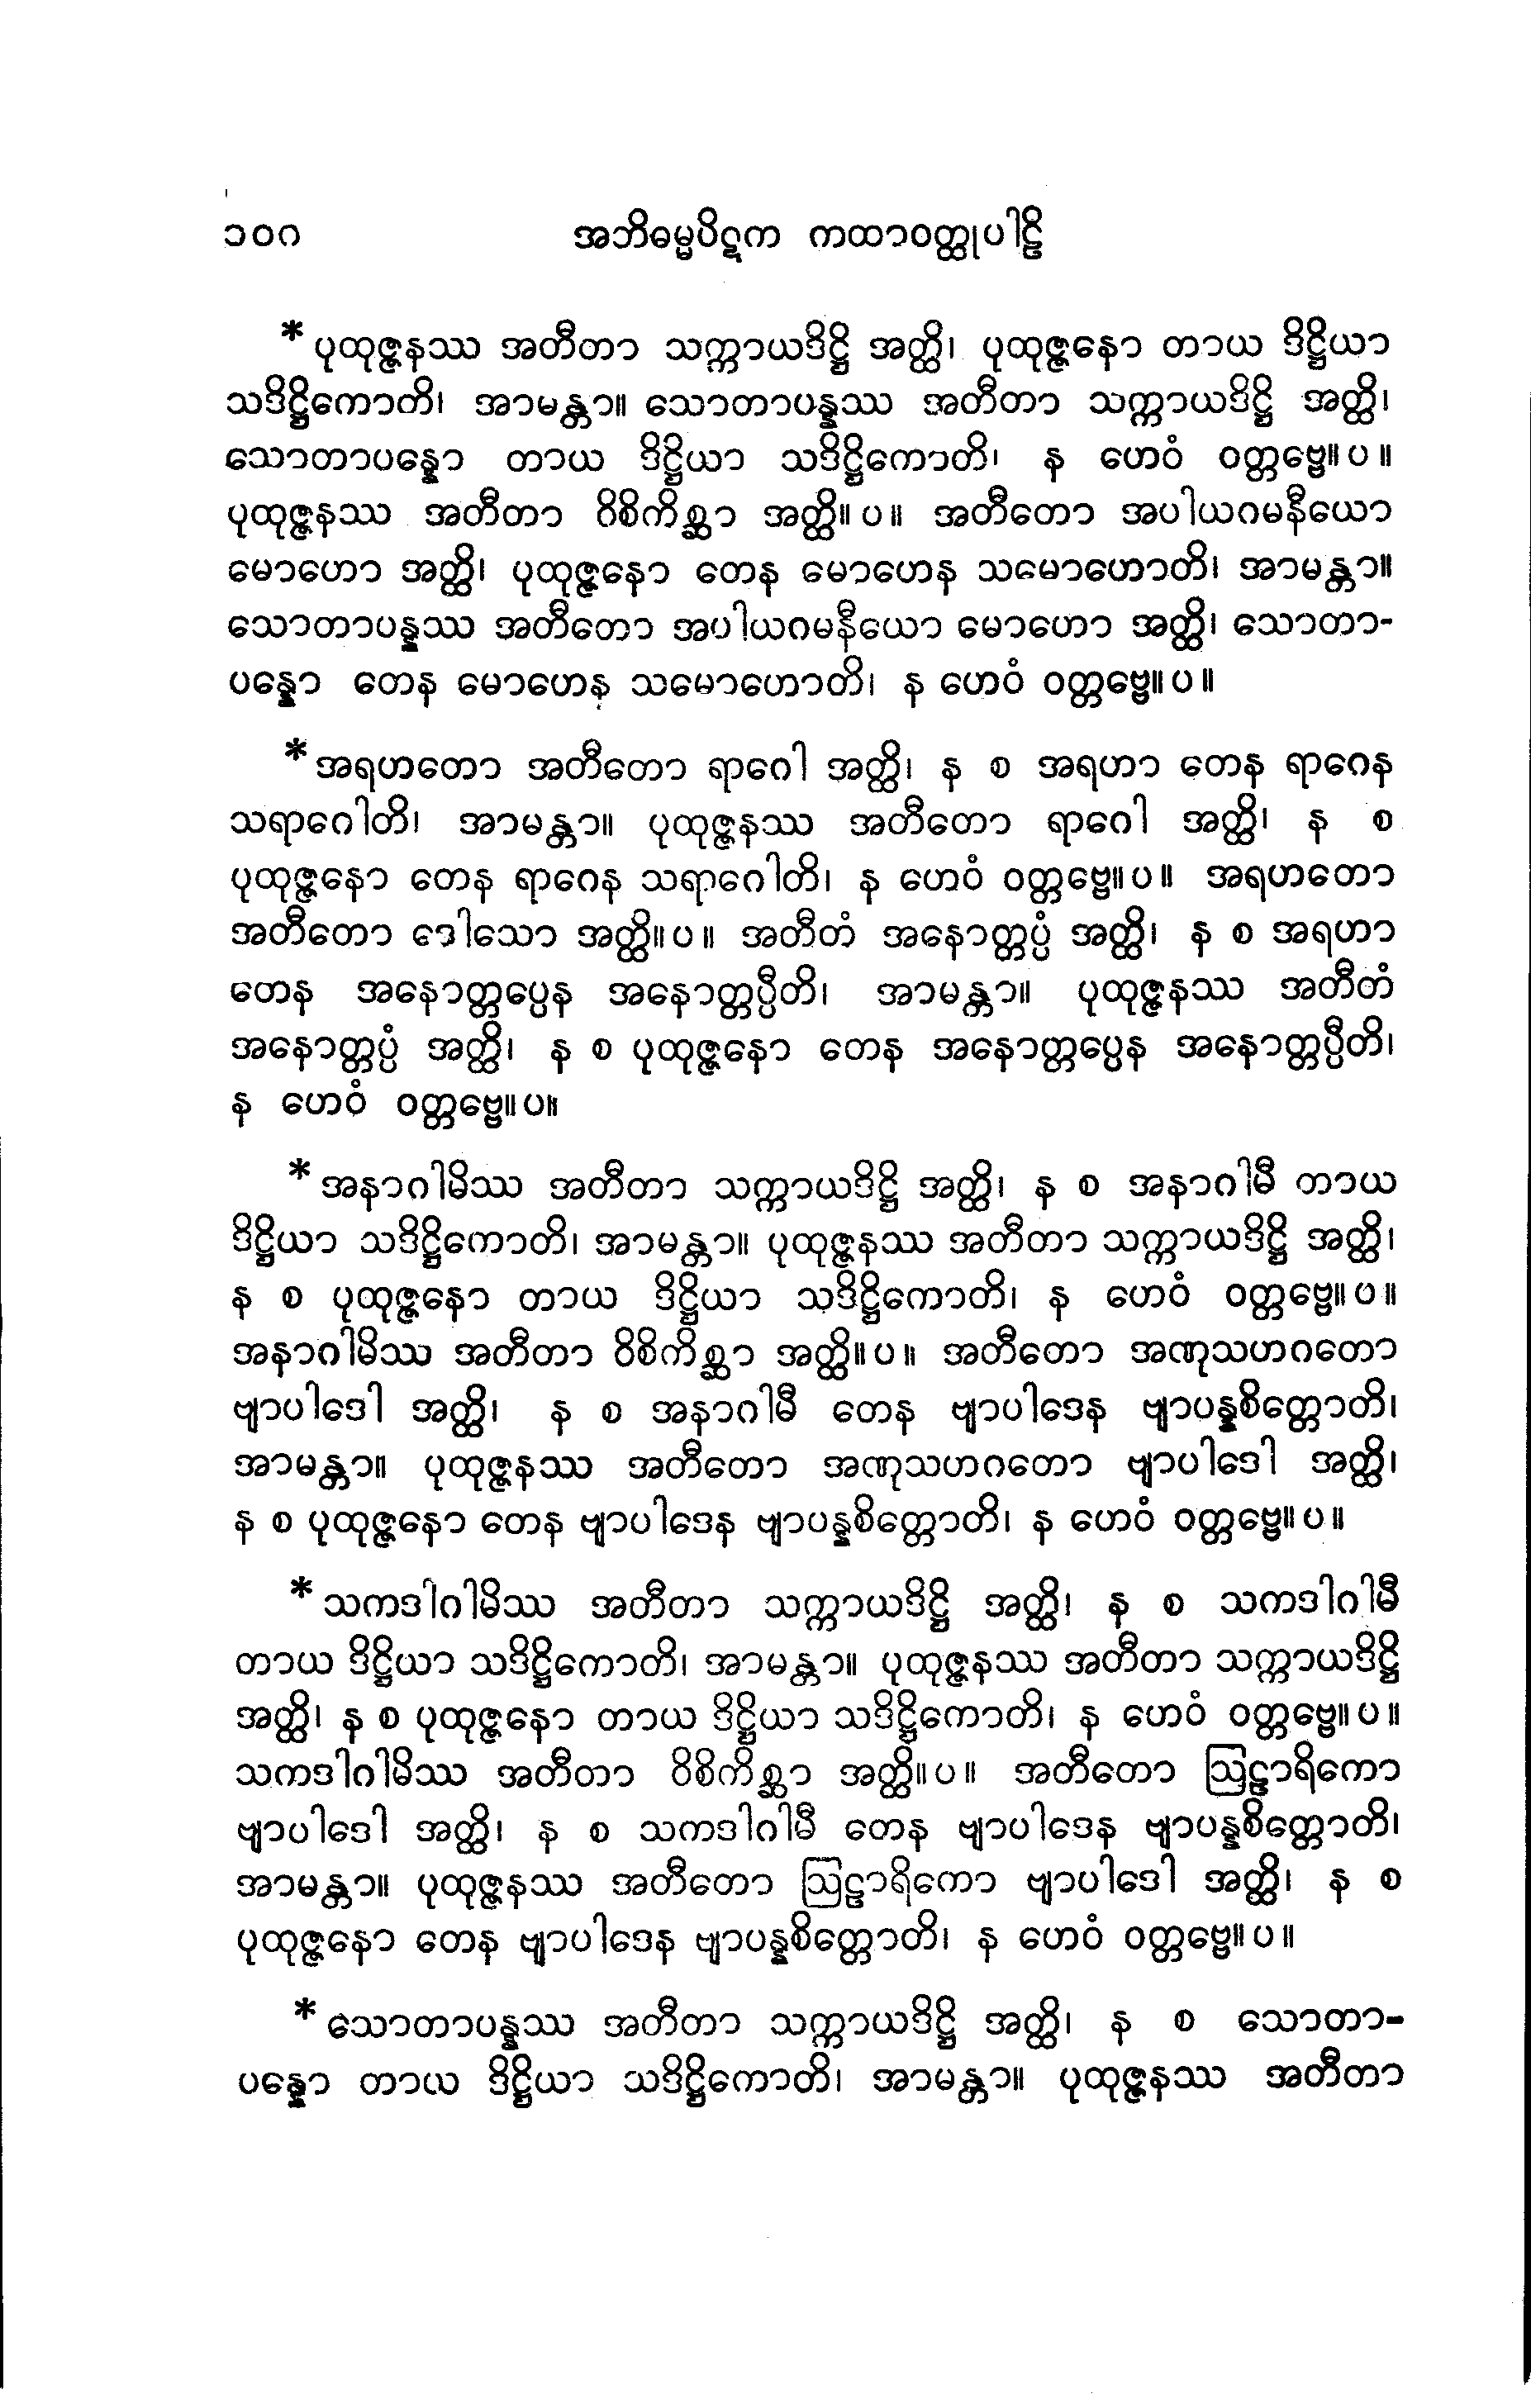 ၁၀ဂ အဘိဓမ္မပိဋက ကထာဝတ္ထုပါဠိ
*ပုထုဇ္ဇနဿ အတီတာ သက္ကာယဒိဋ္ဌိ အတ္ထိ၊ ပုထုဇ္ဇနော တာယ ဒိဋ္ဌိယာ
သဒိဋ္ဌိကောတိ၊ အာမန္တာ။ သောတာပန္နဿ အတီတာ သက္ကာယဒိဋ္ဌိ အတ္ထိ၊
သောတာပန္နော တာယ ဒိဋ္ဌိယာ သဒိဋ္ဌိကောတိ၊ န ဟေဝံ ဝတ္တဗ္ဗေ။ ပ ။
ပုထုဇ္ဇနဿ အတီတာ ဝိစိကိစ္ဆာ အတ္ထိ။ ပ။ အတီတော အပါယဂမနီယော
မောဟော အတ္ထိ၊ ပုထုဇ္ဇနော တေန မောဟေန သမောဟောတိ၊ အာမန္တာ။
သောတာပန္နဿ အတီတော အပါယဂမနီယော မောဟော အတ္ထိ၊ သောတာ-
ပန္နော တေန မောဟေန သမောဟောတိ၊ န ဟေဝံ ဝတ္တဗ္ဗေ။ ပ ။
*အရဟတော အတီတော ရာဂေါ အတ္ထိ၊ န စ အရဟာ တေန ရာဂေန
သရာဂေါတိ၊ အာမန္တာ။ ပုထုဇ္ဇနဿ အတီတော ရာဂေါ အတ္ထိ၊ န စ
ပုထုဇ္ဇနော တေန ရာဂေန သရာဂေါတိ၊ န ဟေဝံ ဝတ္တဗ္ဗေ။ ပ။ အရဟတော
အတီတော ဒေါသော အတ္ထိ။ ပ။ အတီတံ အနောတ္တပ္ပံ အတ္ထိ၊ န စ အရဟာ
တေန အနောတ္တပ္ပေန အနောတ္တပ္ပီတိ၊ အာမန္တာ။ ပုထုဇ္ဇနဿ အတီတံ
အနောတ္တပ္ပံ အတ္ထိ၊ န စ ပုထုဇ္ဇနော တေန အနောတ္တပ္ပေန အနောတ္တပ္ပီတိ၊
န ဟေဝံ ဝတ္တဗ္ဗေ။ ပ။
*အနာဂါမိဿ အတီတာ သက္ကာယဒိဋ္ဌိ အတ္ထိ၊ န စ အနာဂါမီ တာယ
ဒိဋ္ဌိယာ သဒိဋ္ဌိကောတိ၊ အာမန္တာ။ ပုထုဇ္ဇနဿ အတီတာ သက္ကာယဒိဋ္ဌိ အတ္ထိ၊
န စ ပုထုဇ္ဇနော တာယ ဒိဋ္ဌိယာ သဒိဋ္ဌိကောတိ၊ န ဟေဝံ ဝတ္တဗ္ဗေ။ ပ။
အနာဂါမိဿ အတီတာ ဝိစိကိစ္ဆာ အတ္ထိ။ ပ။ အတီတော အဏုသဟဂတော
ဗျာပါဒေါ အတ္ထိ၊ န စ အနာဂါမီ တေန ဗျာပါဒေန ဗျာပန္နစိတ္တောတိ၊
အာမန္တာ။ ပုထုဇ္ဇနဿ အတီတော အဏုသဟဂတော ဗျာပါဒေါ အတ္ထိ၊
န စ ပုထုဇ္ဇနော တေန ဗျာပါဒေန ဗျာပန္နစိတ္တောတိ၊ န ဟေဝံ ဝတ္တဗ္ဗေ။ ပ။
*သကဒါဂါမိဿ အတီတာ သက္ကာယဒိဋ္ဌိ အတ္ထိ၊ န စ သကဒါဂါမီ
တာယ ဒိဋ္ဌိယာ သဒိဋ္ဌိကောတိ၊ အာမန္တာ။ ပုထုဇ္ဇနဿ အတီတာ သက္ကာယဒိဋ္ဌိ
အတ္ထိ၊ န စ ပုထုဇ္ဇနော တာယ ဒိဋ္ဌိယာ သဒိဋ္ဌိကောတိ၊ န ဟေဝံ ဝတ္တဗ္ဗေ။ ပ။
သကဒါဂါမိဿ အတီတာ ဝိစိကိစ္ဆာ အတ္ထိ။ ပ။ အတီတော ဩဠာရိကော
ဗျာပါဒေါ အတ္ထိ၊ န စ သကဒါဂါမီ တေန ဗျာပါဒေန ဗျာပန္နစိတ္တောတိ၊
အာမန္တာ။ ပုထုဇ္ဇနဿ အတီတော ဩဠာရိကော ဗျာပါဒေါ အတ္ထိ၊ န စ
ပုထုဇ္ဇနော တေန ဗျာပါဒေန ဗျာပန္နစိတ္တောတိ၊ န ဟေဝံ ဝတ္တဗ္ဗေ။ ပ။
*သောတာပန္နဿ အတီတာ သက္ကာယဒိဋ္ဌိ အတ္ထိ၊ န စ သောတာ-
ပန္နော တာယ ဒိဋ္ဌိယာ သဒိဋ္ဌိကောတိ၊ အာမန္တာ။ ပုထုဇ္ဇနဿ အတီတာ